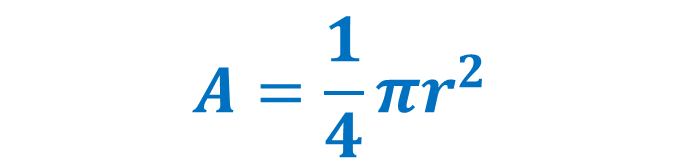 A = 1/4 πr²